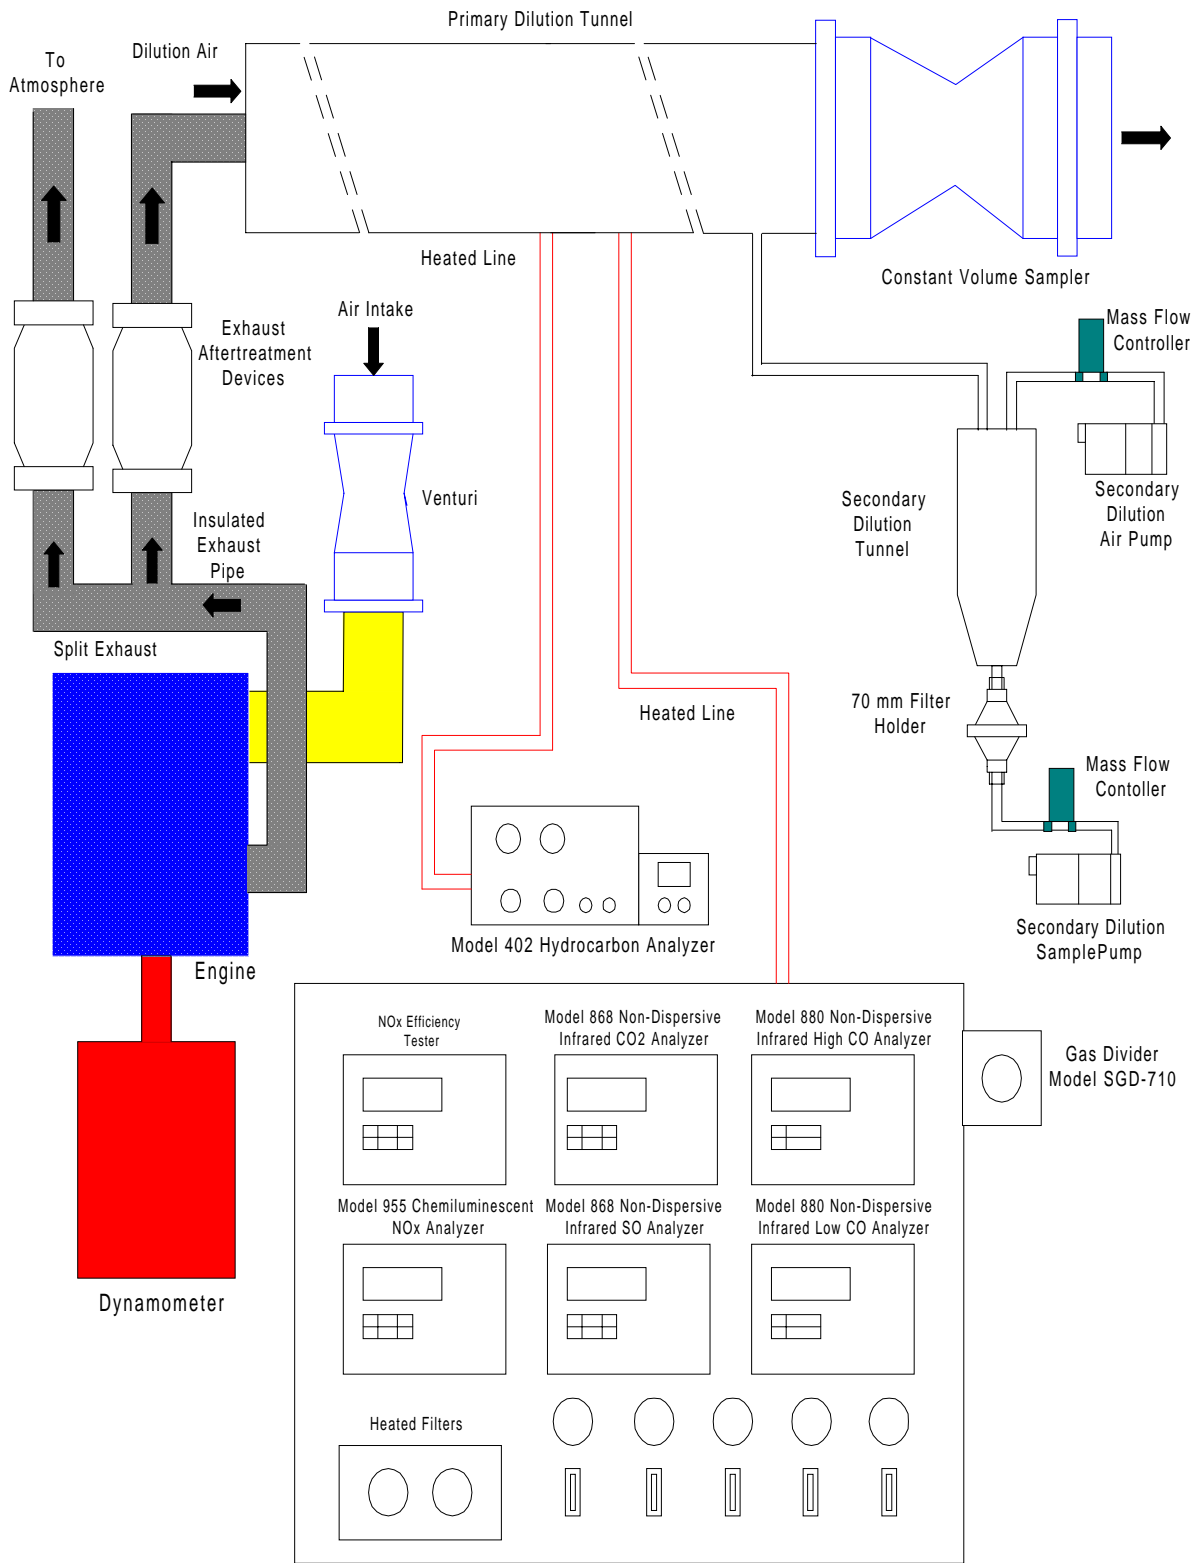 Primary Dilution Tunnel
To
Atmosphere
Dilution Air
Heated Line
Constant Volume Sampler
Air Intake
Exhaust
Aftertreatment
Devices
Mass Flow
Controller
Venturi
Secondary
Dilution
Tunnel
Secondary
Dilution
Air Pump
Insulated
Exhaust
Pipe
Split Exhaust
70 mm Filter
Holder
Heated Line
Mass Flow
Contoller
Model 402 Hydrocarbon Analyzer
Secondary Dilution
SamplePump
Engine
NOx Efficiency
Tester
Model 868 Non-Dispersive
Infrared CO2 Analyzer
Model 880 Non-Dispersive
Infrared High CO Analyzer
Gas Divider
Model SGD-710
Model 955 Chemiluminescent
NOx Analyzer
Model 868 Non-Dispersive
Infrared SO Analyzer
Model 880 Non-Dispersive
Infrared Low CO Analyzer
Dynamometer
Heated Filters